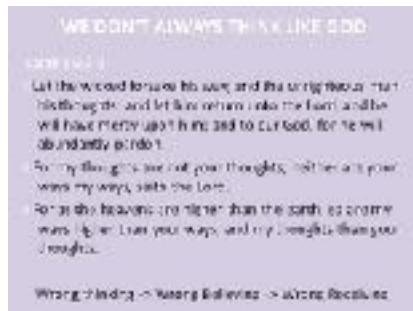 WE DON'T ALWAYS THINK LIKE GOD
Let the wicked forsake his way, and the unrighteous man
his thoughts: and let him return unto the Lord, and he
will have mercy upon him; and to our God, for he will
abundantly pardon.
For my thoughts are not your thoughts, neither are your
ways my ways, saith the Lord.
For as the heavens are higher than the earth, so are my
ways higher than your ways, and my thoughts than your
thoughts.
Wrong thinking -> Wrong Believing -> Wrong Receiving